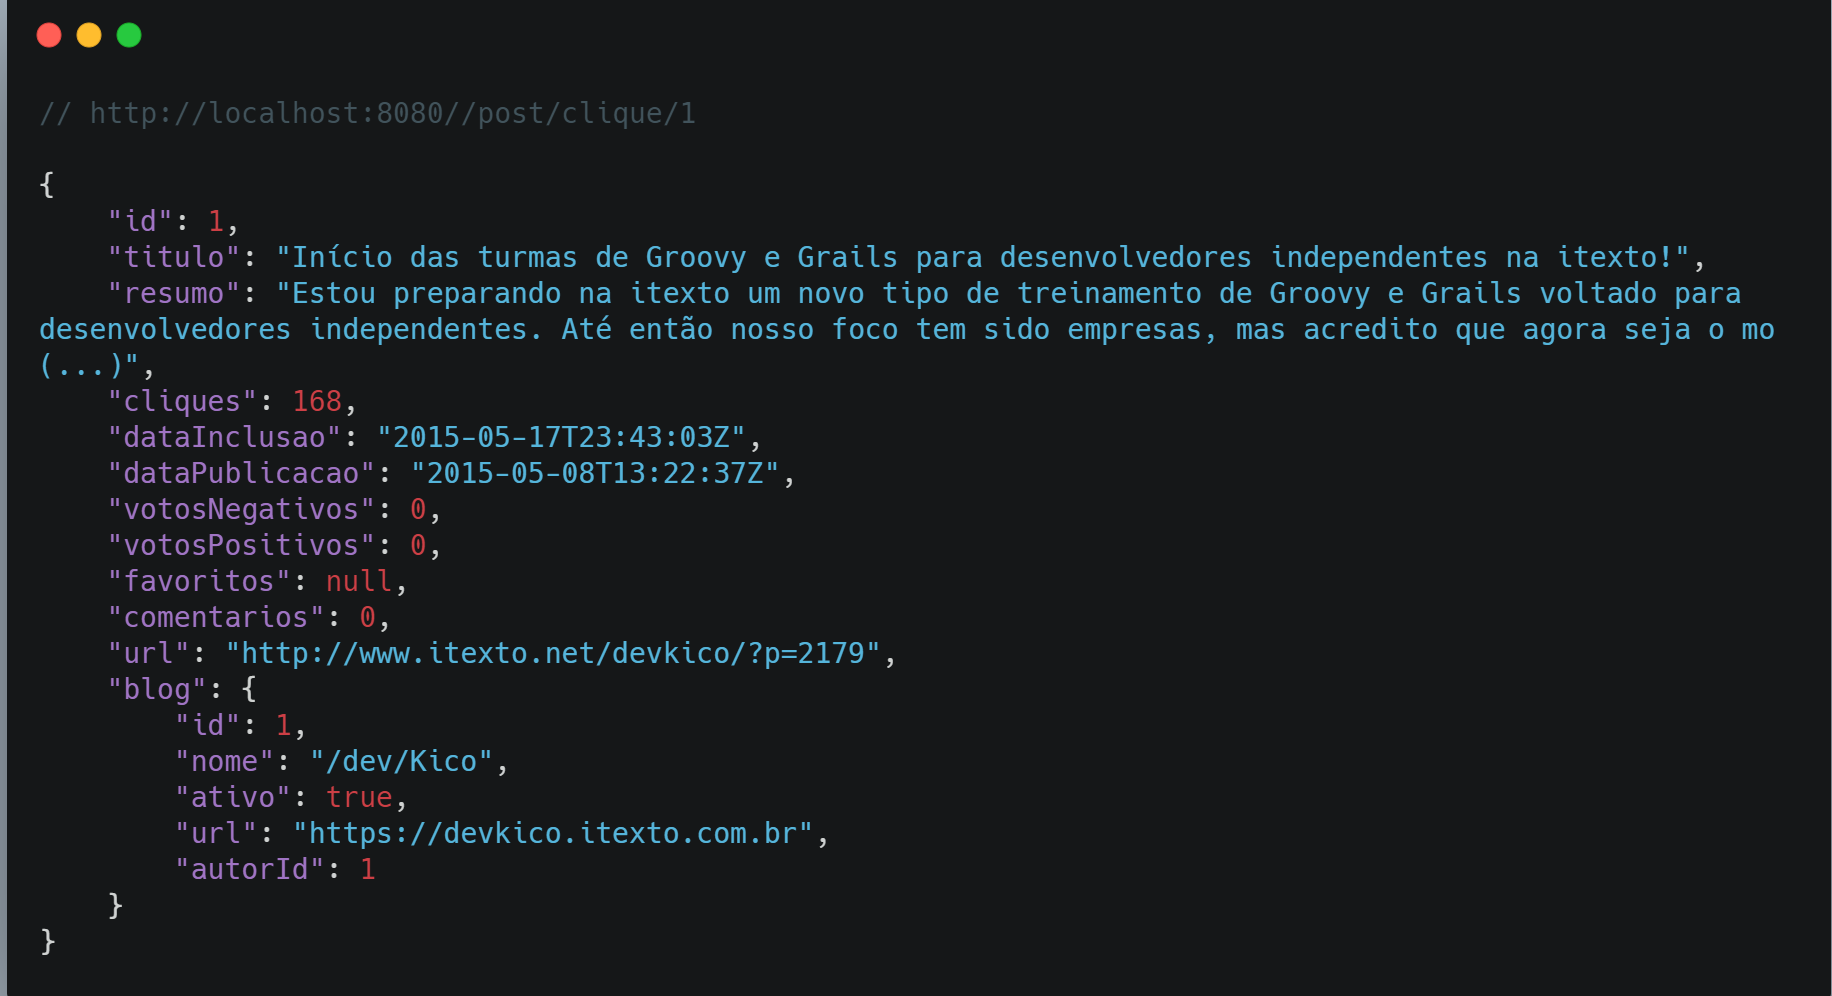 // http://localhost:8080//post/clique/1
{
    "id": 1,
    "titulo": "Início das turmas de Groovy e Grails para desenvolvedores independentes na itexto!",
    "resumo": "Estou preparando na itexto um novo tipo de treinamento de Groovy e Grails voltado para
desenvolvedores independentes. Até então nosso foco tem sido empresas, mas acredito que agora seja o mo
(...)",
    "cliques": 168,
    "dataInclusao": "2015-05-17T23:43:03Z",
    "dataPublicacao": "2015-05-08T13:22:37Z",
    "votosNegativos": 0,
    "votosPositivos": 0,
    "favoritos": null,
    "comentarios": 0,
    "url": "http://www.itexto.net/devkico/?p=2179",
    "blog": {
        "id": 1,
        "nome": "/dev/Kico",
        "ativo": true,
        "url": "https://devkico.itexto.com.br",
        "autorId": 1
    }
}